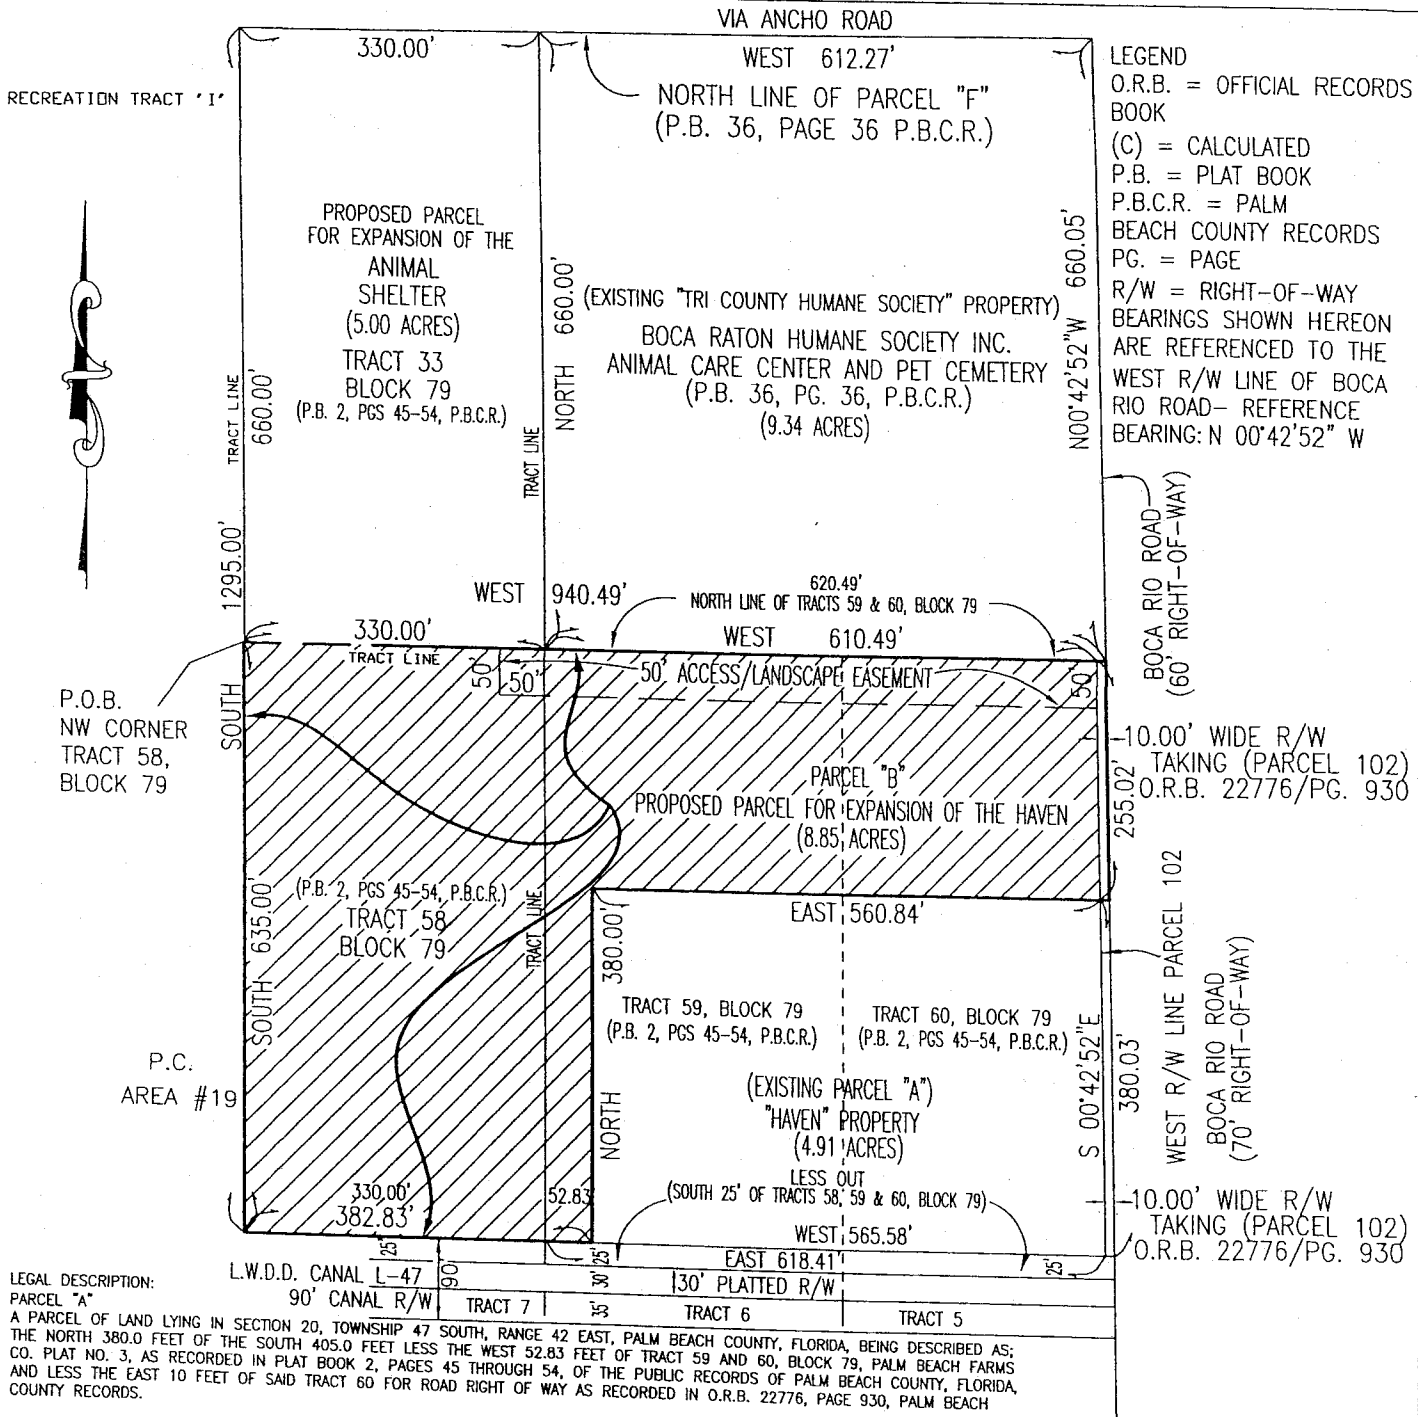 VIA ANCHO ROAD
330.00'
WEST 612.27'
NORTH LINE OF PARCEL "F"
(P.B. 36, PAGE 36 P.B.C.R.)
RECREATION TRACT 'I'
LEGEND
O.R.B. = OFFICIAL RECORDS
BOOK
(C) = CALCULATED
P.B. = PLAT BOOK
P.B.C.R. = PALM
BEACH COUNTY RECORDS
PG. = PAGE
R/W = RIGHT-OF-WAY
BEARINGS SHOWN HEREON
ARE REFERENCED TO THE
WEST R/W LINE OF BOCA
RIO ROAD- REFERENCE
BEARING: N 00°42'52" W
PROPOSED PARCEL
FOR EXPANSION OF THE
ANIMAL
SHELTER
(5.00 ACRES)
TRACT 33
BLOCK 79
(P.B. 2, PGS 45-54, P.B.C.R.)
TRACT LINE
660.00'
1295.00'
SOUTH
NORTH 660.00'
TRACT LINE
(EXISTING "TRI COUNTY HUMANE SOCIETY" PROPERTY)
BOCA RATON HUMANE SOCIETY INC.
ANIMAL CARE CENTER AND PET CEMETERY
(P.B. 36, PG. 36, P.B.C.R.)
(9.34 ACRES)
N00°42'52"W 660.05'
BOCA RIO ROAD
(60' RIGHT-OF-WAY)
WEST 940.49'
620.49'
NORTH LINE OF TRACTS 59 & 60, BLOCK 79
330.00'
TRACT LINE
WEST 610.49'
50'
50'
50' ACCESS/LANDSCAPE EASEMENT
50'
P.O.B.
NW CORNER
TRACT 58,
BLOCK 79
10.00' WIDE R/W
TAKING (PARCEL 102)
O.R.B. 22776/PG. 930
255.02'
PARCEL "B"
PROPOSED PARCEL FOR EXPANSION OF THE HAVEN
(8.85 ACRES)
(P.B. 2, PGS 45-54, P.B.C.R.)
TRACT 58
BLOCK 79
TRACT LINE
SOUTH 635.00'
EAST 560.84'
380.00'
NORTH
TRACT 59, BLOCK 79
(P.B. 2, PGS 45-54, P.B.C.R.)
TRACT 60, BLOCK 79
(P.B. 2, PGS 45-54, P.B.C.R.)
(EXISTING PARCEL "A")
"HAVEN" PROPERTY
(4.91 ACRES)
LESS OUT
(SOUTH 25' OF TRACTS 58, 59 & 60, BLOCK 79)
S 00°42'52"E
380.03'
WEST R/W LINE PARCEL 102
BOCA RIO ROAD
(70' RIGHT-OF-WAY)
P.C.
AREA #19
330.00'
382.83'
52.83
WEST 565.58'
EAST 618.41'
10.00' WIDE R/W
TAKING (PARCEL 102)
O.R.B. 22776/PG. 930
25'
90'
25'
25'
L.W.D.D. CANAL L-47
90' CANAL R/W
30'
30' PLATTED R/W
35'
TRACT 7
TRACT 6
TRACT 5
LEGAL DESCRIPTION:
PARCEL "A"
A PARCEL OF LAND LYING IN SECTION 20, TOWNSHIP 47 SOUTH, RANGE 42 EAST, PALM BEACH COUNTY, FLORIDA, BEING DESCRIBED AS;
THE NORTH 380.0 FEET OF THE SOUTH 405.0 FEET LESS THE WEST 52.83 FEET OF TRACT 59 AND 60, BLOCK 79, PALM BEACH FARMS
CO. PLAT NO. 3, AS RECORDED IN PLAT BOOK 2, PAGES 45 THROUGH 54, OF THE PUBLIC RECORDS OF PALM BEACH COUNTY, FLORIDA,
AND LESS THE EAST 10 FEET OF SAID TRACT 60 FOR ROAD RIGHT OF WAY AS RECORDED IN O.R.B. 22776, PAGE 930, PALM BEACH
COUNTY RECORDS.